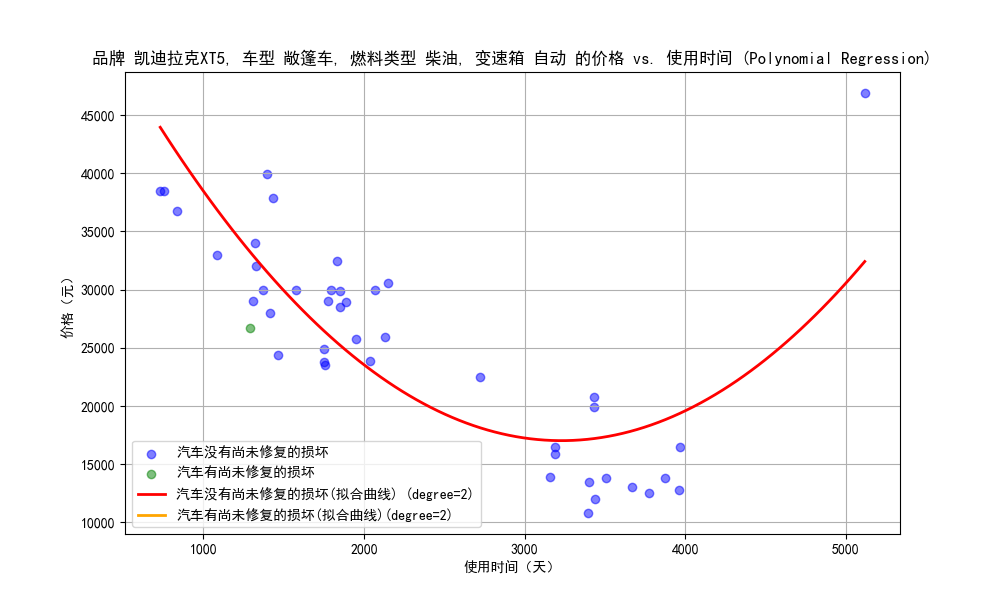 品牌 凯迪拉克XT5, 车型 敞篷车, 燃料类型 柴油, 变速箱 自动 的价格 vs. 使用时间 (Polynomial Regression)
价格（元）
45000
40000
35000
30000
25000
20000
15000
10000
汽车没有尚未修复的损坏
汽车有尚未修复的损坏
汽车没有尚未修复的损坏(拟合曲线) (degree=2)
汽车有尚未修复的损坏(拟合曲线)(degree=2)
1000 2000 3000 4000 5000
使用时间（天）